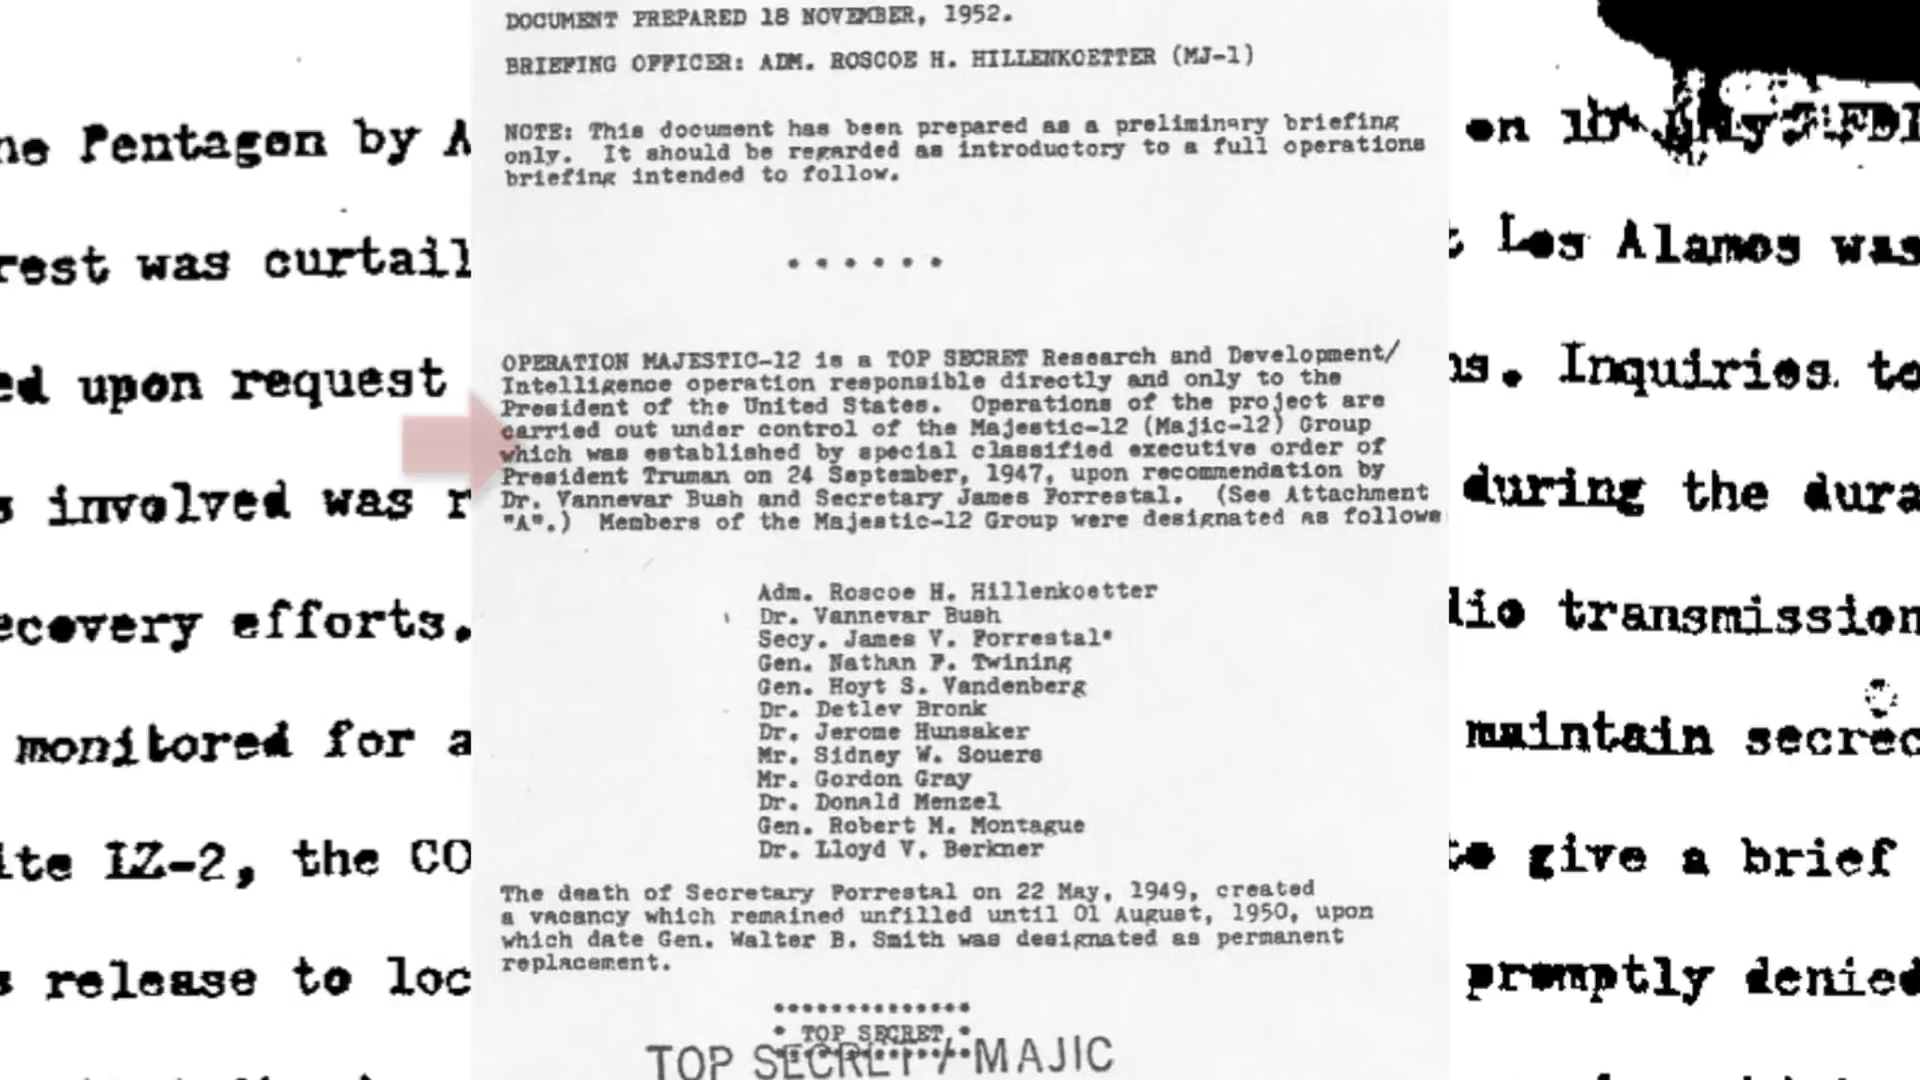 DOCUMENT PREPARED 18 NOVEMBER, 1952.
BRIEFING OFFICER: ADM. ROSCOE H. HILLENKOETTER (MJ-1)
NOTE: This document has been prepared as a preliminary briefing
only. It should be regarded as introductory to a full operations
briefing intended to follow.
......
OPERATION MAJESTIC-12 is a TOP SECRET Research and Development/
Intelligence operation responsible directly and only to the
President of the United States. Operations of the project are
carried out under control of the Majestic-12 (Majic-12) Group
which was established by special classified executive order of
President Truman on 24 September, 1947, upon recommendation by
Dr. Vannevar Bush and Secretary James Forrestal. (See Attachment
"A".) Members of the Majestic-12 Group were designated as follows
Adm. Roscoe H. Hillenkoetter
Dr. Vannevar Bush
Secy. James V. Forrestal*
Gen. Nathan F. Twining
Gen. Hoyt S. Vandenberg
Dr. Detlev Bronk
Dr. Jerome Hunsaker
Mr. Sidney W. Souers
Mr. Gordon Gray
Dr. Donald Menzel
Gen. Robert M. Montague
Dr. Lloyd V. Berkner
The death of Secretary Forrestal on 22 May, 1949, created
a vacancy which remained unfilled until 01 August, 1950, upon
which date Gen. Walter B. Smith was designated as permanent
replacement.
* TOP SECRET *
TOP SECRET / MAJIC
ne Pentagon by A
rest was curtail
ed upon request
s involved was r
ecovery efforts.
monitored for a
ite LZ-2, the CO
s release to loc
on
t Los Alamos was
ns. Inquiries to
during the dura
dio transmission
maintain secrec
to give a brief
promptly denied